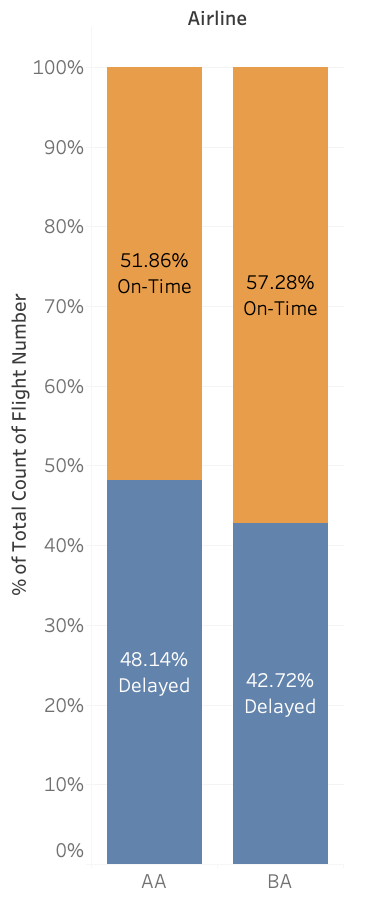 Airline
% of Total Count of Flight Number
100%
90%
80%
70%
60%
50%
40%
30%
20%
10%
0%
51.86%
On-Time
57.28%
On-Time
48.14%
Delayed
42.72%
Delayed
AA
BA